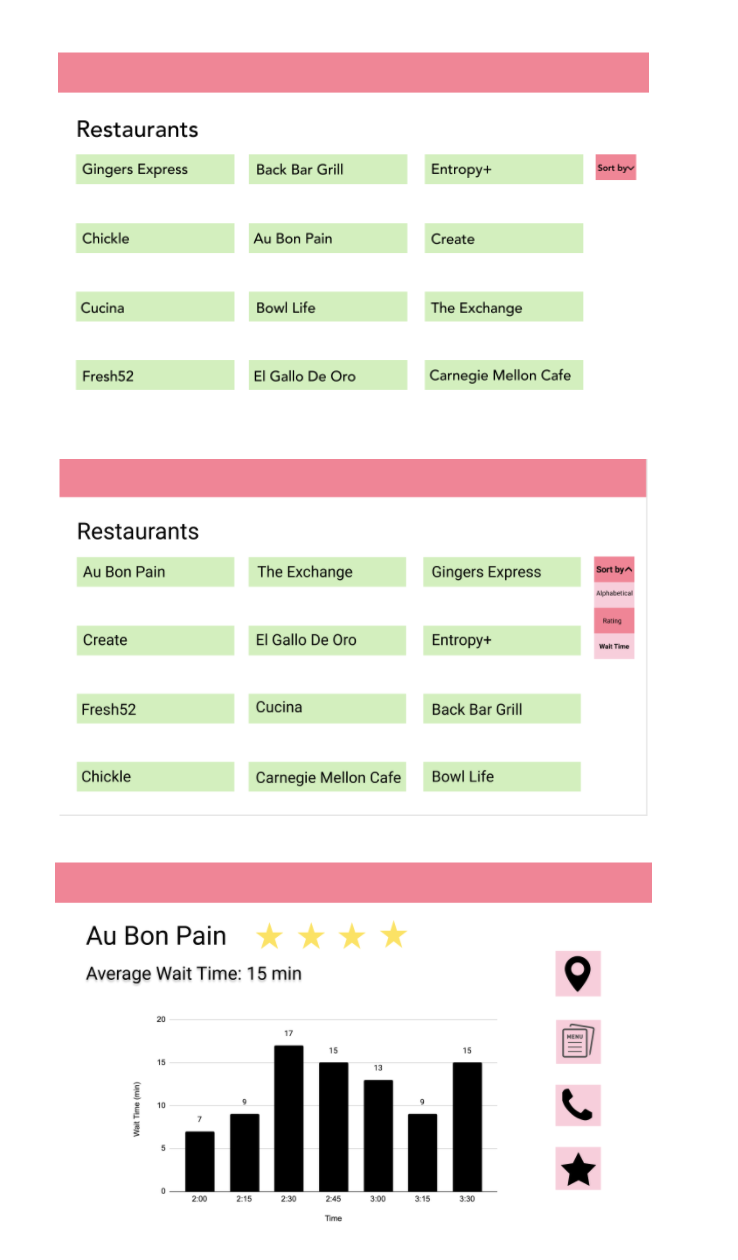 Restaurants
Gingers Express Back Bar Grill Entropy+ Sort by
Chickle Au Bon Pain Create
Cucina Bowl Life The Exchange
Fresh52 El Gallo De Oro Carnegie Mellon Cafe
Restaurants
Au Bon Pain The Exchange Gingers Express Sort by
Alphabetical
Rating
Create El Gallo De Oro Entropy+ Wait Time
Fresh52 Cucina Back Bar Grill
Chickle Carnegie Mellon Cafe Bowl Life
Au Bon Pain
Average Wait Time: 15 min
Wait Time (min)
20
15
10
5
0
7 9 17 15 13 9 15
2:00 2:15 2:30 2:45 3:00 3:15 3:30
Time
MENU